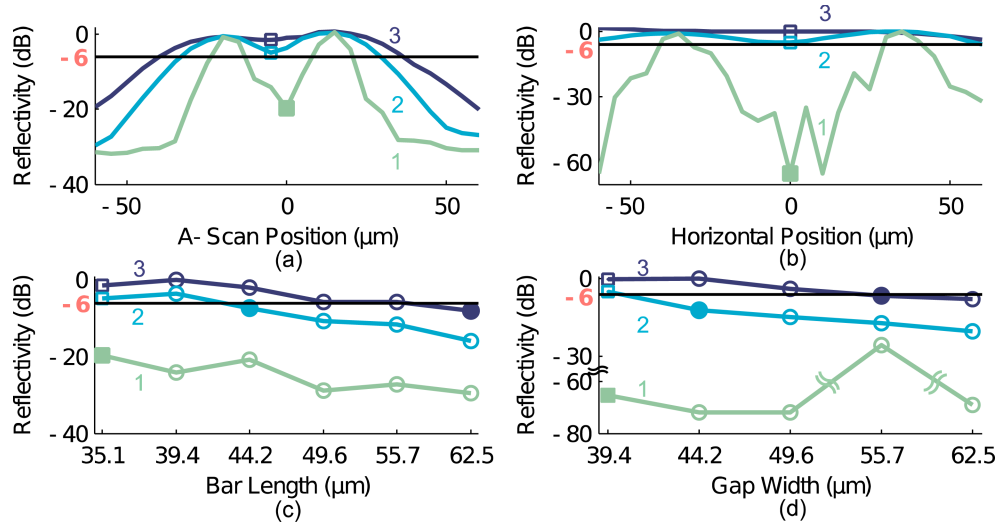 Reflectivity (dB)
0
- 6
- 20
- 40
3
2
1
- 50
0
50
A- Scan Position (μm)
(a)
Reflectivity (dB)
0
- 6
- 30
- 60
3
2
1
- 50
0
50
Horizontal Position (μm)
(b)
Reflectivity (dB)
0
- 6
- 20
- 40
3
2
1
35.1 39.4 44.2 49.6 55.7 62.5
Bar Length (μm)
(c)
Reflectivity (dB)
0
- 6
- 30
- 60
- 80
3
2
1
39.4 44.2 49.6 55.7 62.5
Gap Width (μm)
(d)